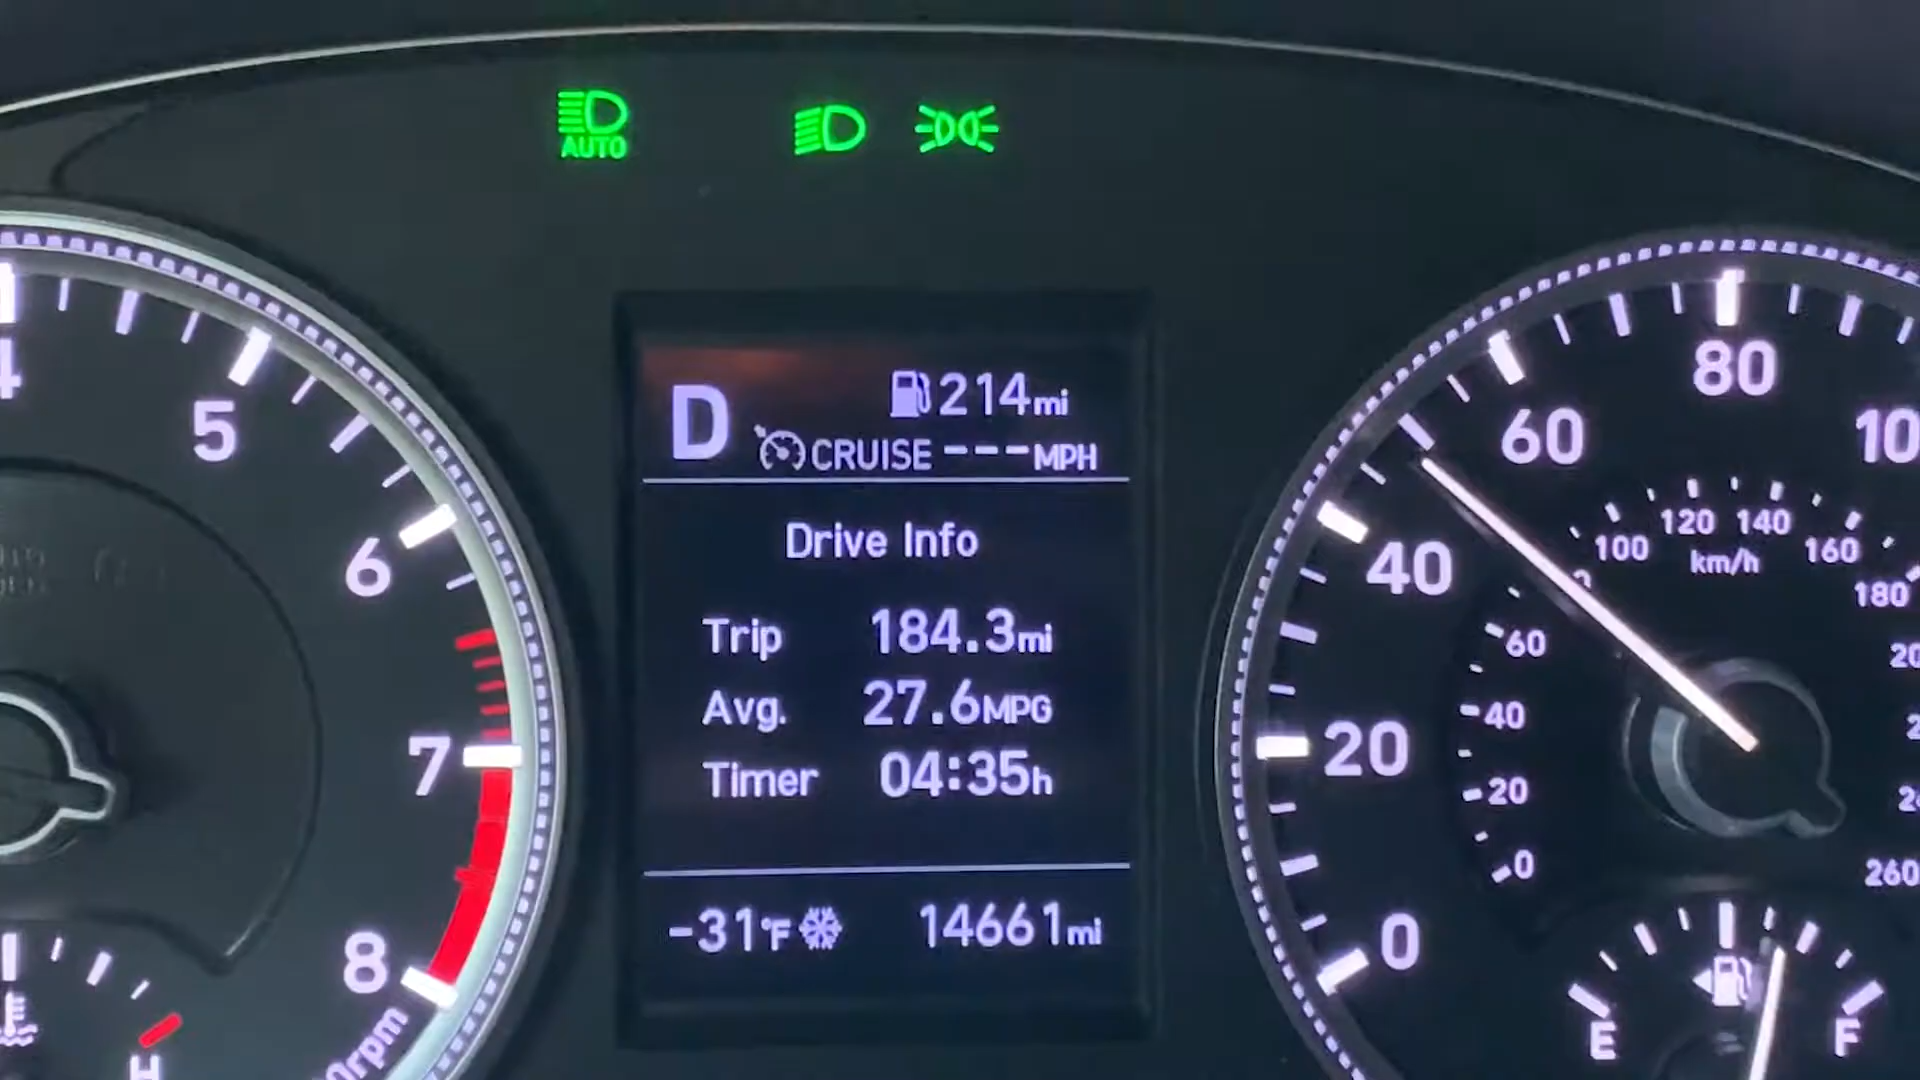 AUTO
4
5
6
7
8
H
D
214mi
CRUISE ---MPH
Drive Info
Trip 184.3mi
Avg. 27.6MPG
Timer 04:35h
-31°F 14661mi
0
20
40
60
80
0
20
40
60
100
120
140
160
180
260
km/h
E
F